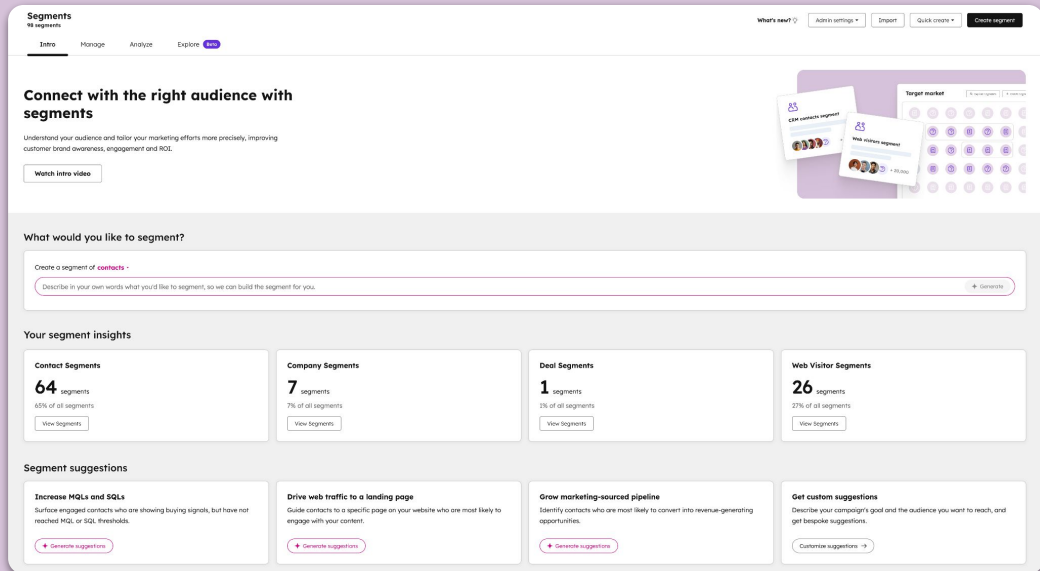 Segments
98 segments
What's new?
Admin settings
Import
Quick create
Create segment
Intro
Manage
Analyze
Explore
Beta
Connect with the right audience with
segments
Understand your audience and tailor your marketing efforts more precisely, improving
customer brand awareness, engagement and ROI.
Watch intro video
CRM contacts segment
Web visitors segment
+ 30,000
Target market
What would you like to segment?
Create a segment of contacts
Describe in your own words what you'd like to segment, so we can build the segment for you.
Generate
Your segment insights
Contact Segments
64 segments
65% of all segments
View Segments
Company Segments
7 segments
7% of all segments
View Segments
Deal Segments
1 segments
1% of all segments
View Segments
Web Visitor Segments
26 segments
27% of all segments
View Segments
Segment suggestions
Increase MQLs and SQLs
Surface engaged contacts who are showing buying signals, but have not
reached MQL or SQL thresholds.
Generate suggestions
Drive web traffic to a landing page
Guide contacts to a specific page on your website who are most likely to
engage with your content.
Generate suggestions
Grow marketing-sourced pipeline
Identify contacts who are most likely to convert into revenue-generating
opportunities.
Generate suggestions
Get custom suggestions
Describe your campaign's goal and the audience you want to reach, and
get bespoke suggestions.
Customize suggestions →